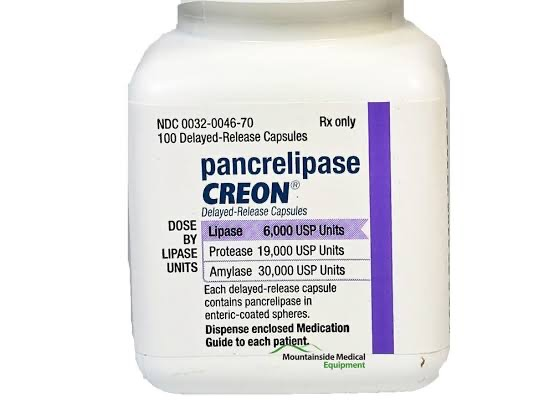 NDC 0032-0046-70 Rx only
100 Delayed-Release Capsules
pancrelipase
CREON®
Delayed-Release Capsules
DOSE
BY
LIPASE
UNITS
Lipase 6,000 USP Units
Protease 19,000 USP Units
Amylase 30,000 USP Units
Each delayed-release capsule
contains pancrelipase in
enteric-coated spheres.
Dispense enclosed Medication
Guide to each patient.
Mountainside Medical
Equipment